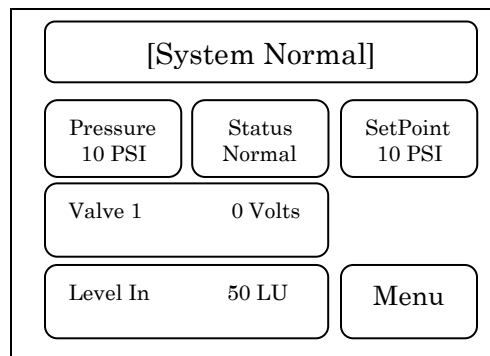 [System Normal]
Pressure Status SetPoint
10 PSI Normal 10 PSI
Valve 1 0 Volts
Level In 50 LU Menu